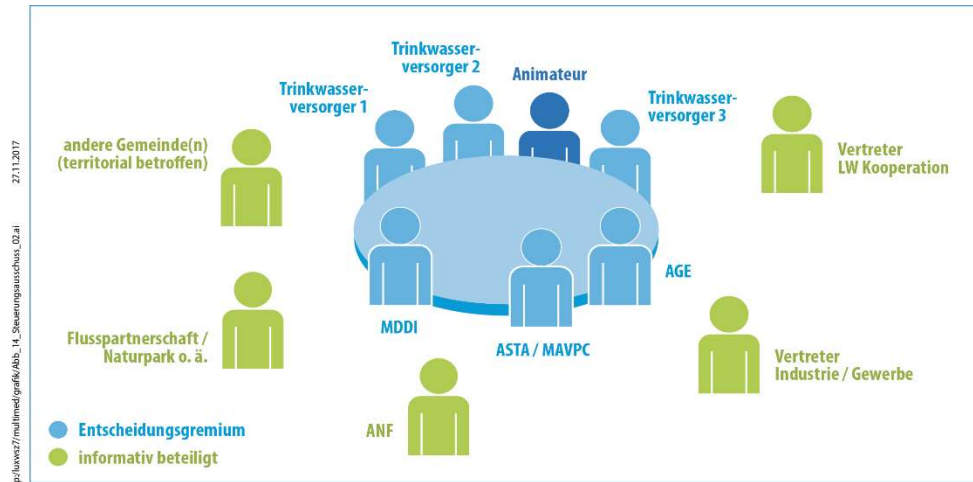 Trinkwasser-
versorger 2
Animateur
Trinkwasser-
versorger 1
Trinkwasser-
versorger 3
andere Gemeinde(n)
(territorial betroffen)
Vertreter
LW Kooperation
AGE
MDDI
ASTA / MAVPC
Flusspartnerschaft /
Naturpark o. ä.
Vertreter
Industrie / Gewerbe
ANF
Entscheidungsgremium
informativ beteiligt
p:/luxwsz7/multimed/grafik/Abb_14_Steuerungsausschuss_02.ai 27.11.2017